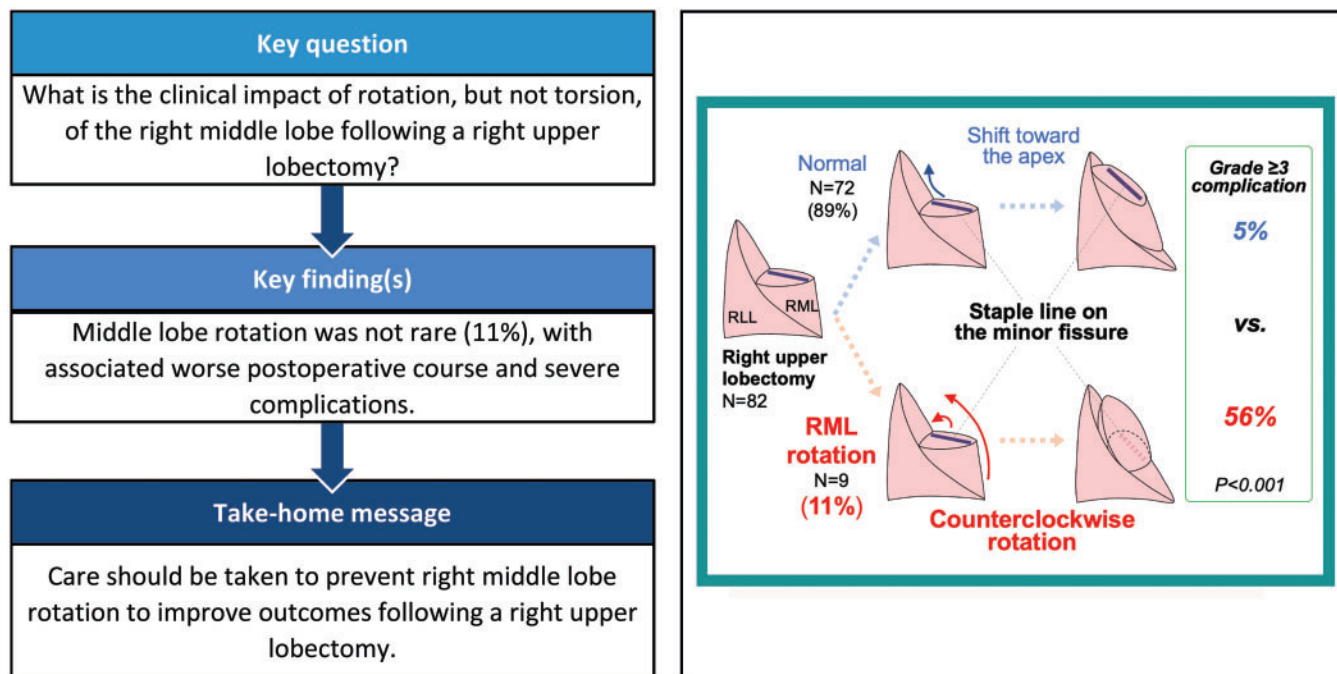 Key question
What is the clinical impact of rotation, but not torsion,
of the right middle lobe following a right upper
lobectomy?
Key finding(s)
Middle lobe rotation was not rare (11%), with
associated worse postoperative course and severe
complications.
Take-home message
Care should be taken to prevent right middle lobe
rotation to improve outcomes following a right upper
lobectomy.
Normal
N=72
(89%)
Shift toward
the apex
Grade ≥3
complication
5%
RLL
RML
Right upper
lobectomy
N=82
Staple line on
the minor fissure
vs.
RML
rotation
N=9
(11%)
Counterclockwise
rotation
56%
P<0.001